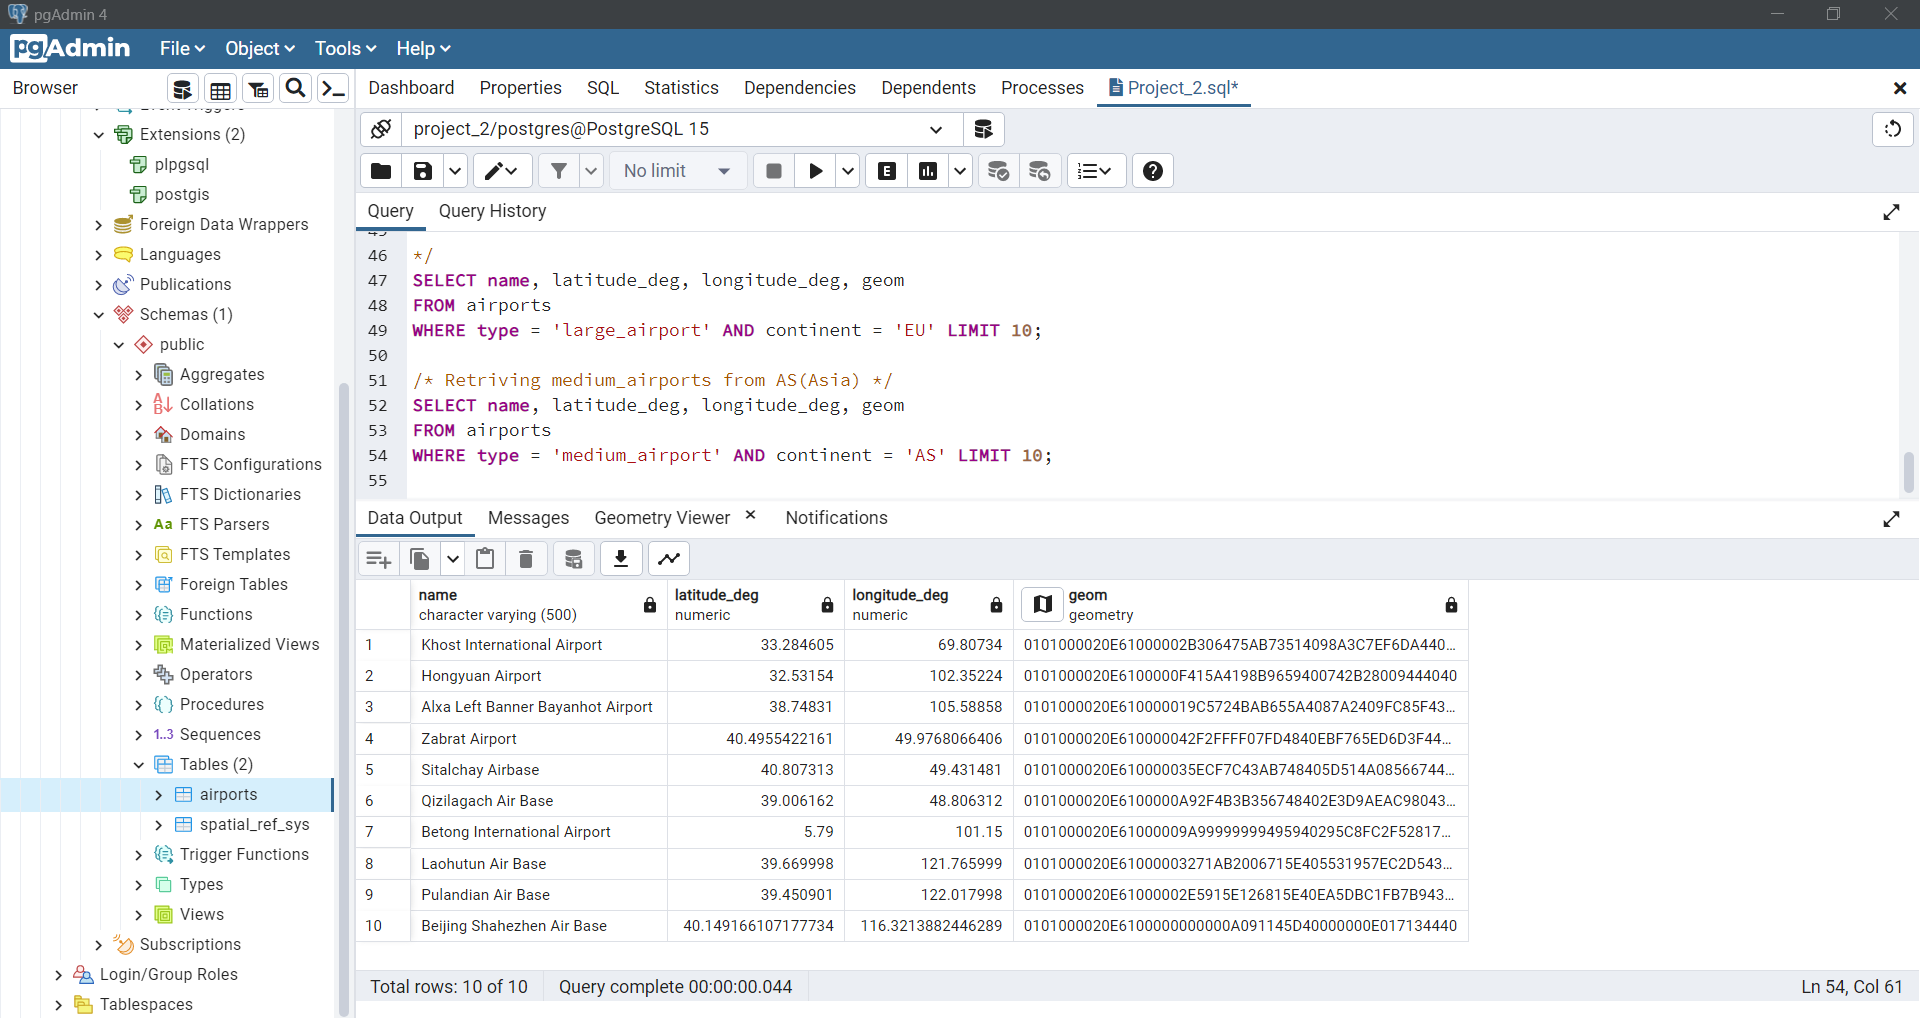 pgAdmin 4
pgAdmin File Object Tools Help
Browser
Dashboard Properties SQL Statistics Dependencies Dependents Processes Project_2.sql*
Event Triggers
Extensions (2)
plpgsql
postgis
Foreign Data Wrappers
Languages
Publications
Schemas (1)
public
Aggregates
Collations
Domains
FTS Configurations
FTS Dictionaries
Aa FTS Parsers
FTS Templates
Foreign Tables
Functions
Materialized Views
Operators
Procedures
1..3 Sequences
Tables (2)
airports
spatial_ref_sys
Trigger Functions
Types
Views
Subscriptions
Login/Group Roles
Tablespaces
project_2/postgres@PostgreSQL 15
No limit
E
Query Query History
45
46 */
47 SELECT name, latitude_deg, longitude_deg, geom
48 FROM airports
49 WHERE type = 'large_airport' AND continent = 'EU' LIMIT 10;
50
51 /* Retriving medium_airports from AS(Asia) */
52 SELECT name, latitude_deg, longitude_deg, geom
53 FROM airports
54 WHERE type = 'medium_airport' AND continent = 'AS' LIMIT 10;
55
Data Output Messages Geometry Viewer Notifications
name latitude_deg longitude_deg geom
character varying (500) numeric numeric geometry
1 Khost International Airport 33.284605 69.80734 0101000020E61000002B306475AB73514098A3C7EF6DA440...
2 Hongyuan Airport 32.53154 102.35224 0101000020E6100000F415A4198B9659400742B28009444040
3 Alxa Left Banner Bayanhot Airport 38.74831 105.58858 0101000020E610000019C5724BAB655A4087A2409FC85F43...
4 Zabrat Airport 40.4955422161 49.9768066406 0101000020E610000042F2FFFF07FD4840EBF765ED6D3F44...
5 Sitalchay Airbase 40.807313 49.431481 0101000020E610000035ECF7C43AB748405D514A08566744...
6 Qizilagach Air Base 39.006162 48.806312 0101000020E6100000A92F4B3B356748402E3D9AEAC98043...
7 Betong International Airport 5.79 101.15 0101000020E61000009A99999999495940295C8FC2F52817...
8 Laohutun Air Base 39.669998 121.765999 0101000020E61000003271AB2006715E405531957EC2D543...
9 Pulandian Air Base 39.450901 122.017998 0101000020E61000002E5915E126815E40EA5DBC1FB7B943...
10 Beijing Shahezhen Air Base 40.149166107177734 116.3213882446289 0101000020E6100000000000A091145D40000000E017134440
Total rows: 10 of 10 Query complete 00:00:00.044 Ln 54, Col 61